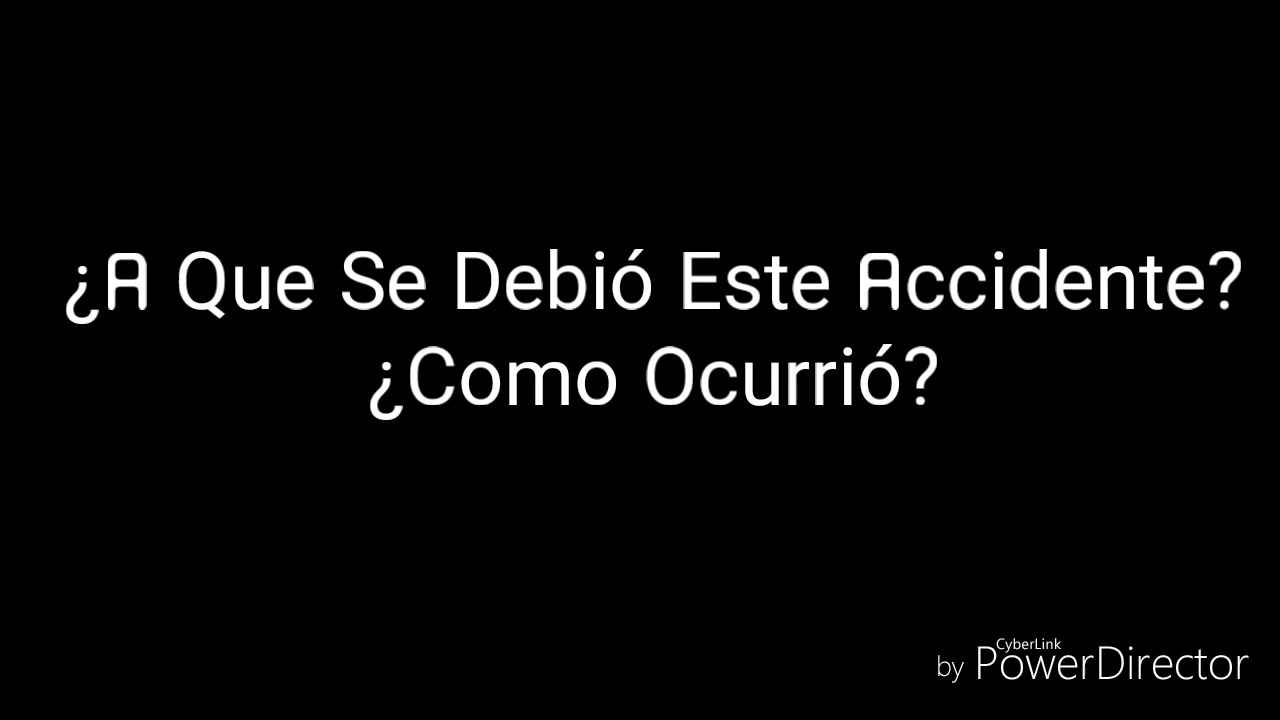 ¿A Que Se Debió Este Accidente?
¿Como Ocurrió?
CyberLink
by PowerDirector